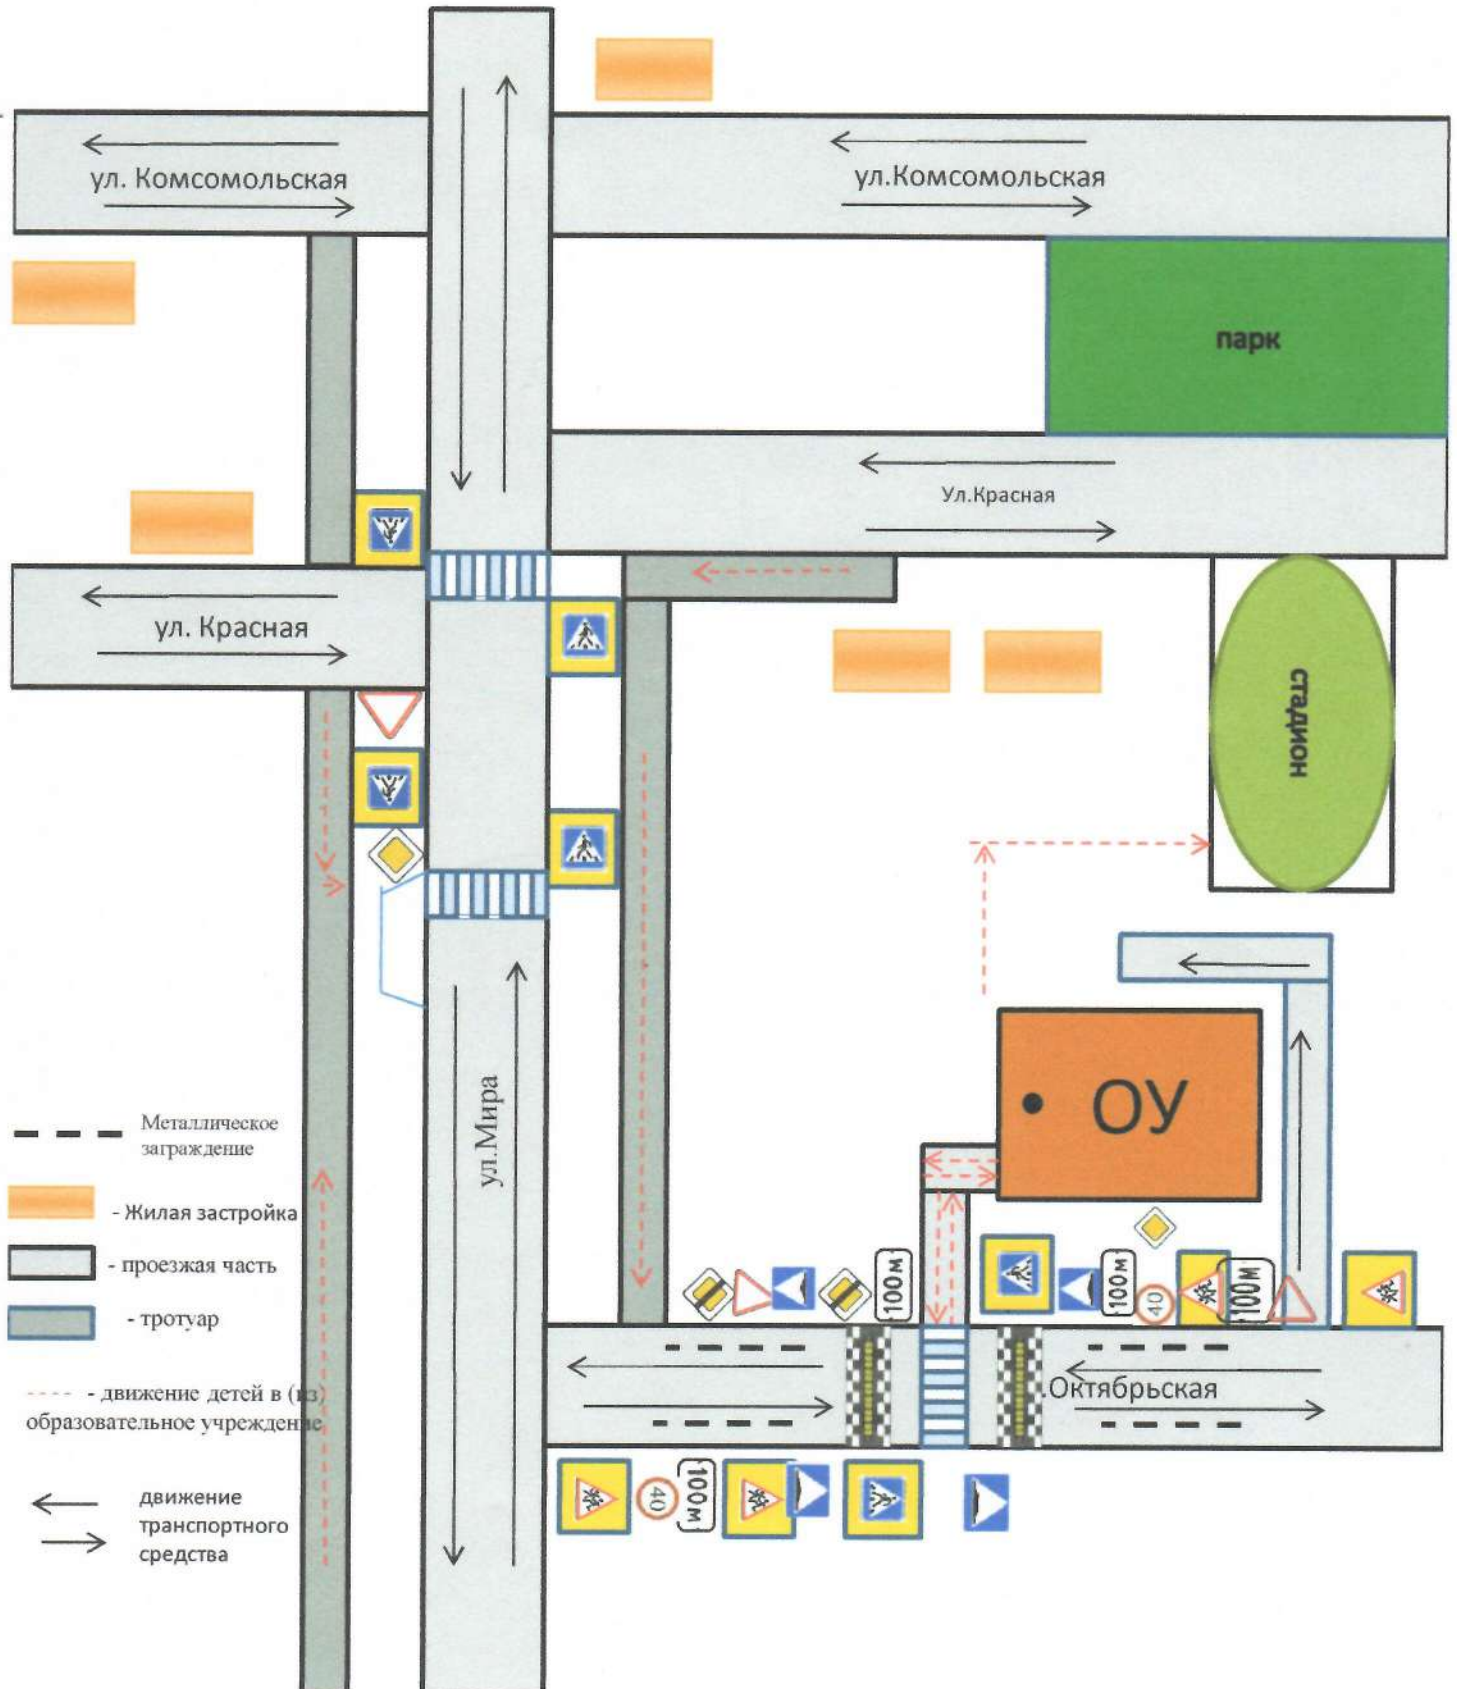 ул. Комсомольская
ул.Комсомольская
парк
Ул.Красная
ул. Красная
стадион
ОУ
ул.Мира
Металлическое
заграждение
- Жилая застройка
- проезжая часть
- тротуар
- движение детей в (из)
образовательное учреждение
движение
транспортного
средства
100м
100м
40
100м
.Октябрьская
40
100м